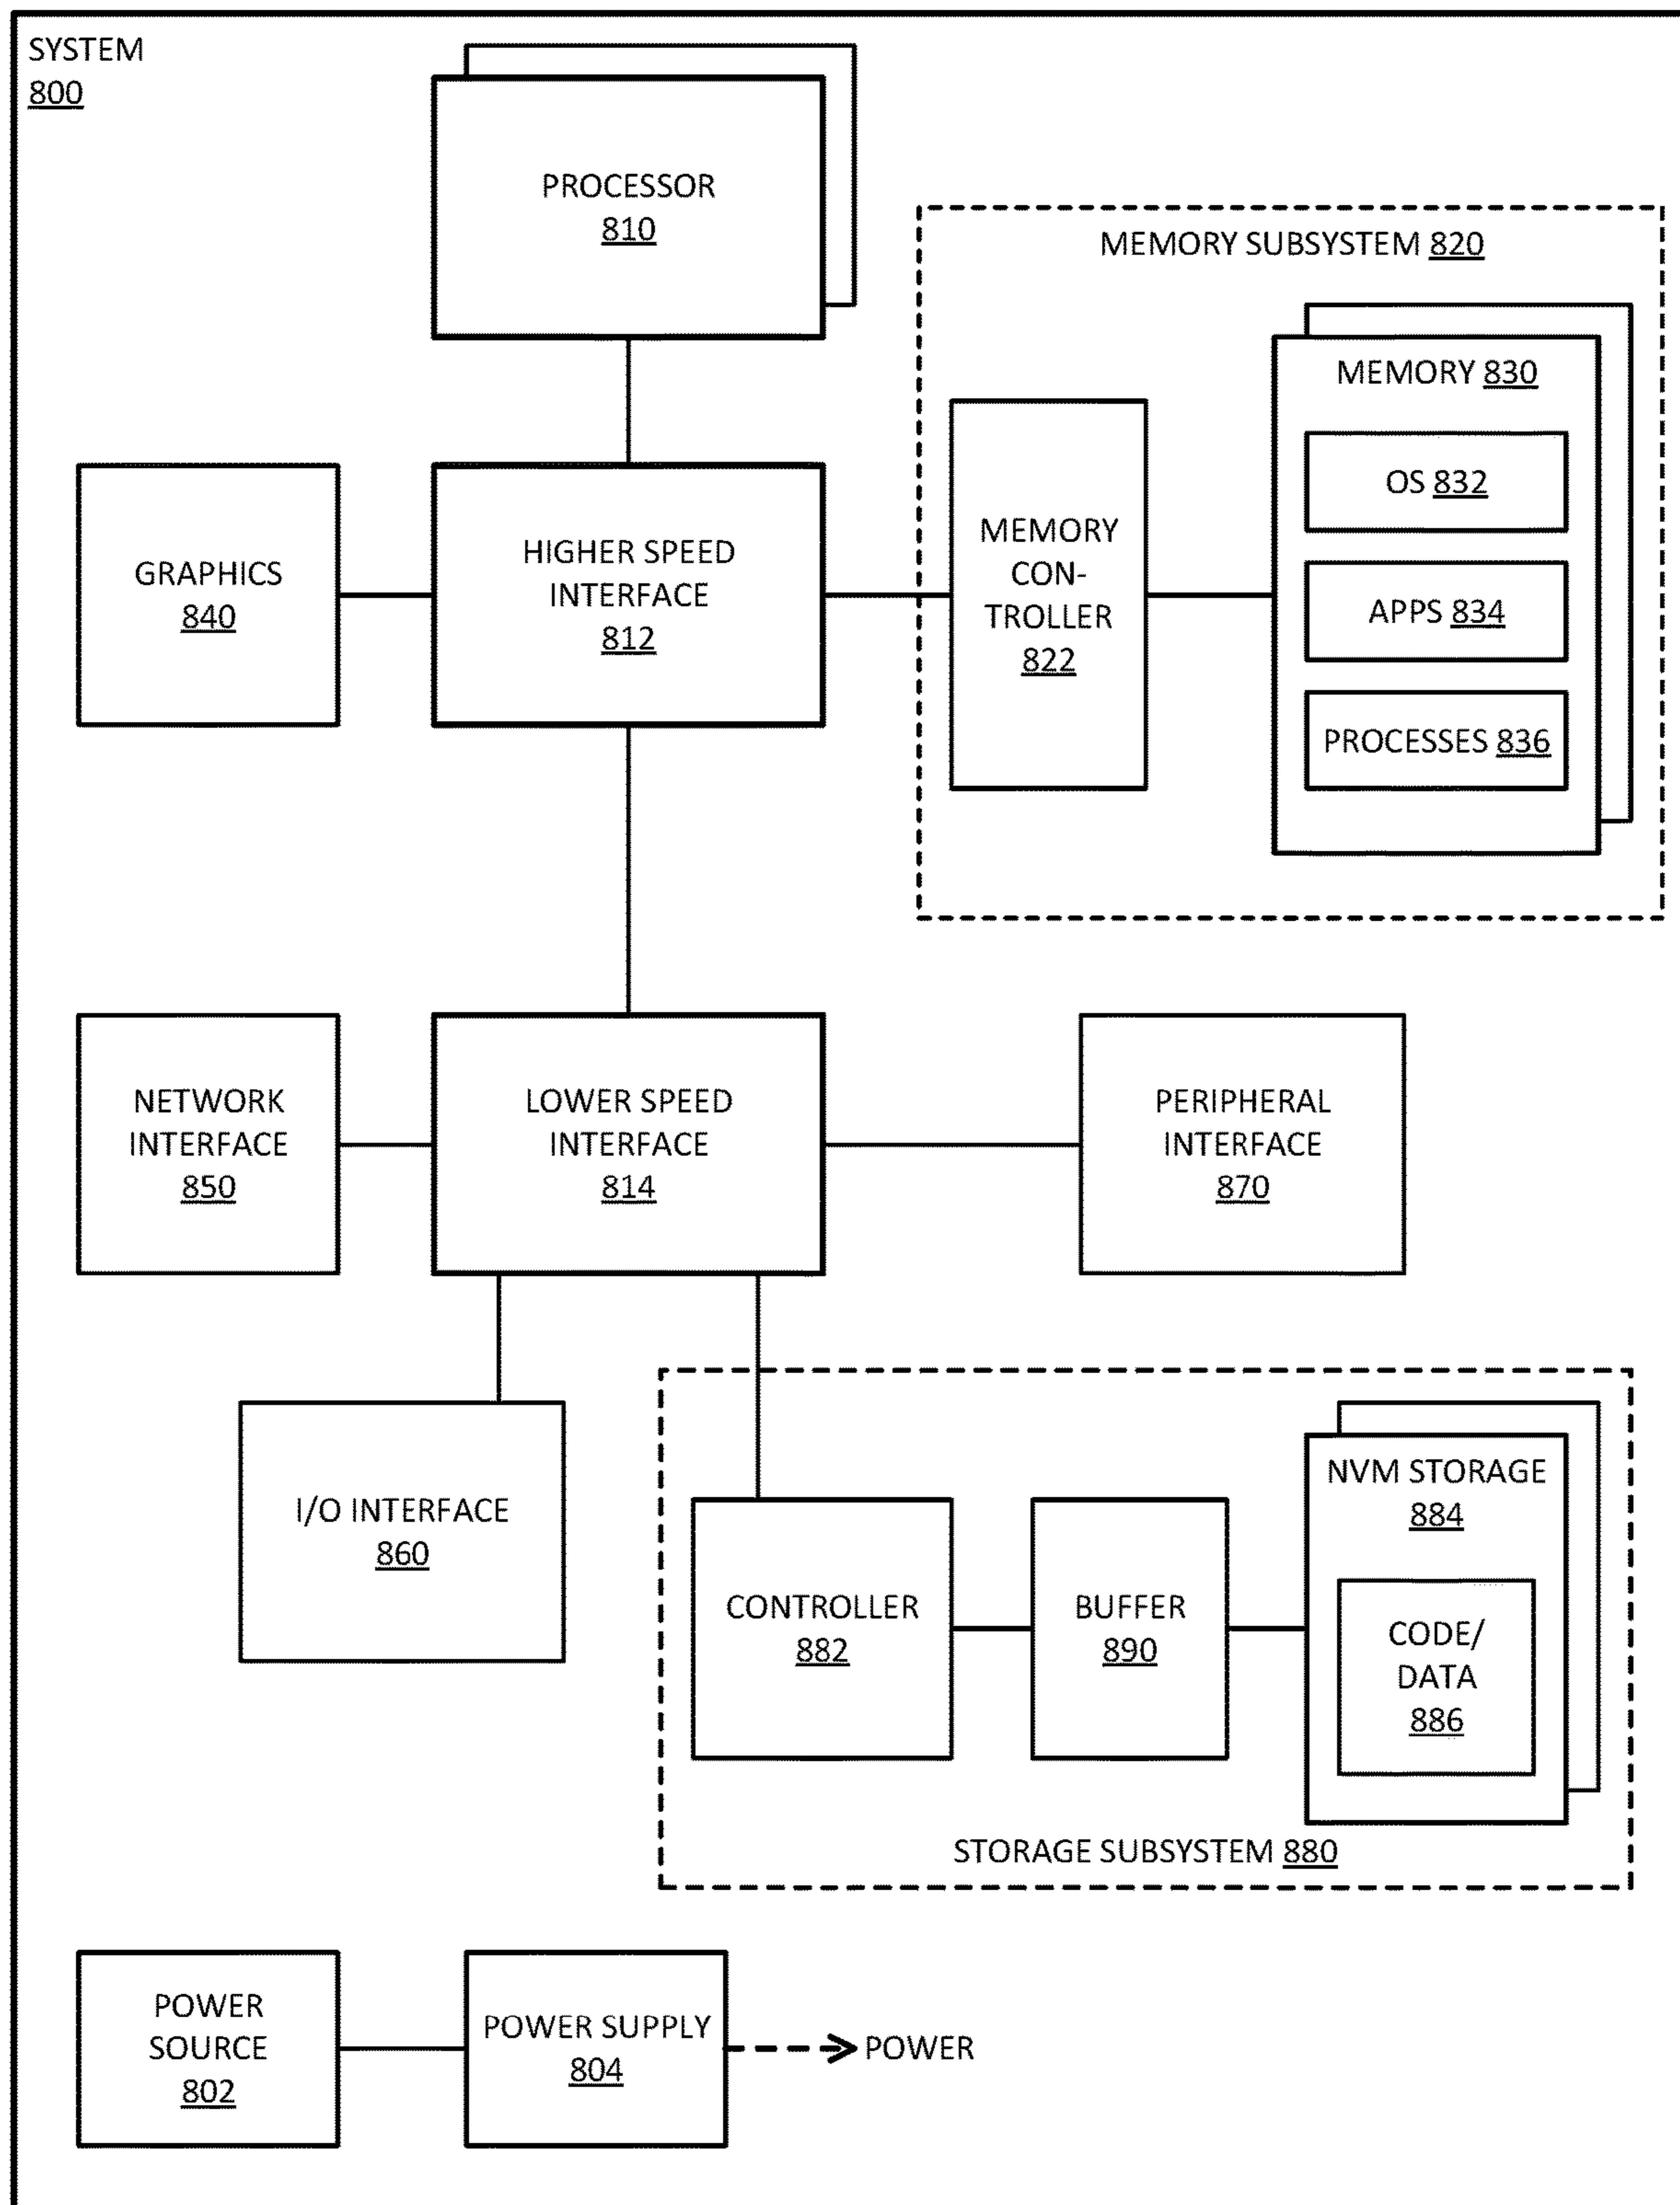 SYSTEM
800
PROCESSOR
810
MEMORY SUBSYSTEM 820
MEMORY 830
OS 832
APPS 834
PROCESSES 836
MEMORY
CON-
TROLLER
822
HIGHER SPEED
INTERFACE
812
GRAPHICS
840
NETWORK
INTERFACE
850
LOWER SPEED
INTERFACE
814
PERIPHERAL
INTERFACE
870
I/O INTERFACE
860
CONTROLLER
882
BUFFER
890
NVM STORAGE
884
CODE/
DATA
886
STORAGE SUBSYSTEM 880
POWER
SOURCE
802
POWER SUPPLY
804
POWER